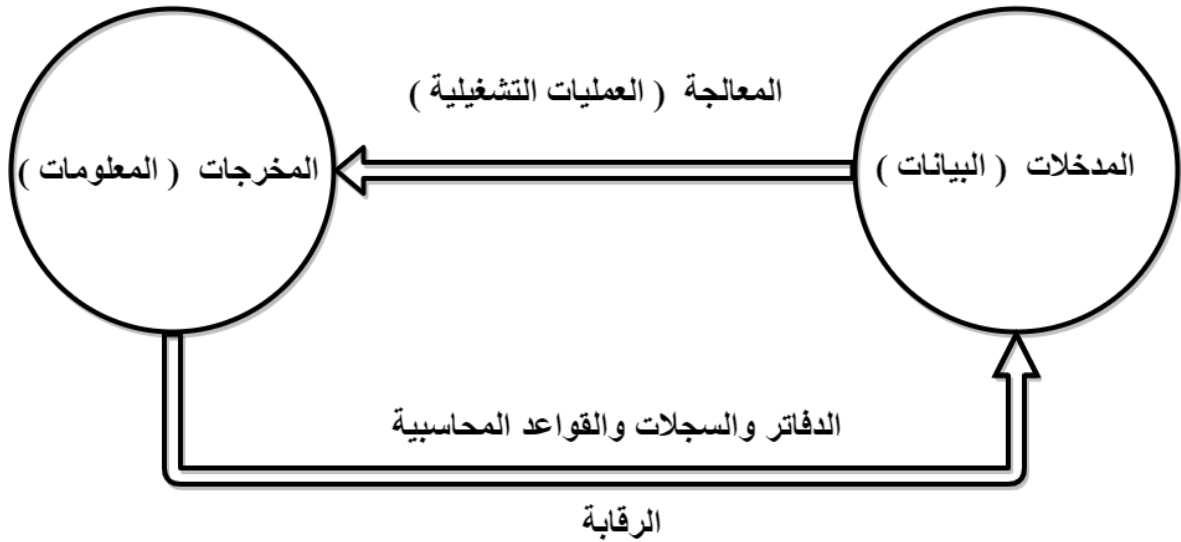 المعالجة ( العمليات التشغيلية )
المدخلات ( البيانات )
المخرجات ( المعلومات )
الدفاتر والسجلات والقواعد المحاسبية
الرقابة